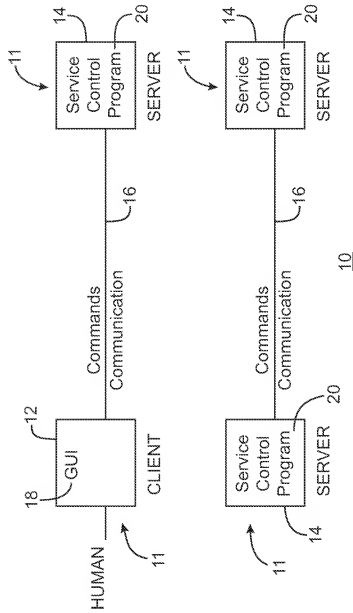 11
12
14
20
18
GUI
Service
Control
Program
HUMAN
Commands
Communication
16
CLIENT
SERVER
11
11
14
20
Service
Control
Program
Service
Control
Program
Commands
Communication
16
11
14
SERVER
20
SERVER
10